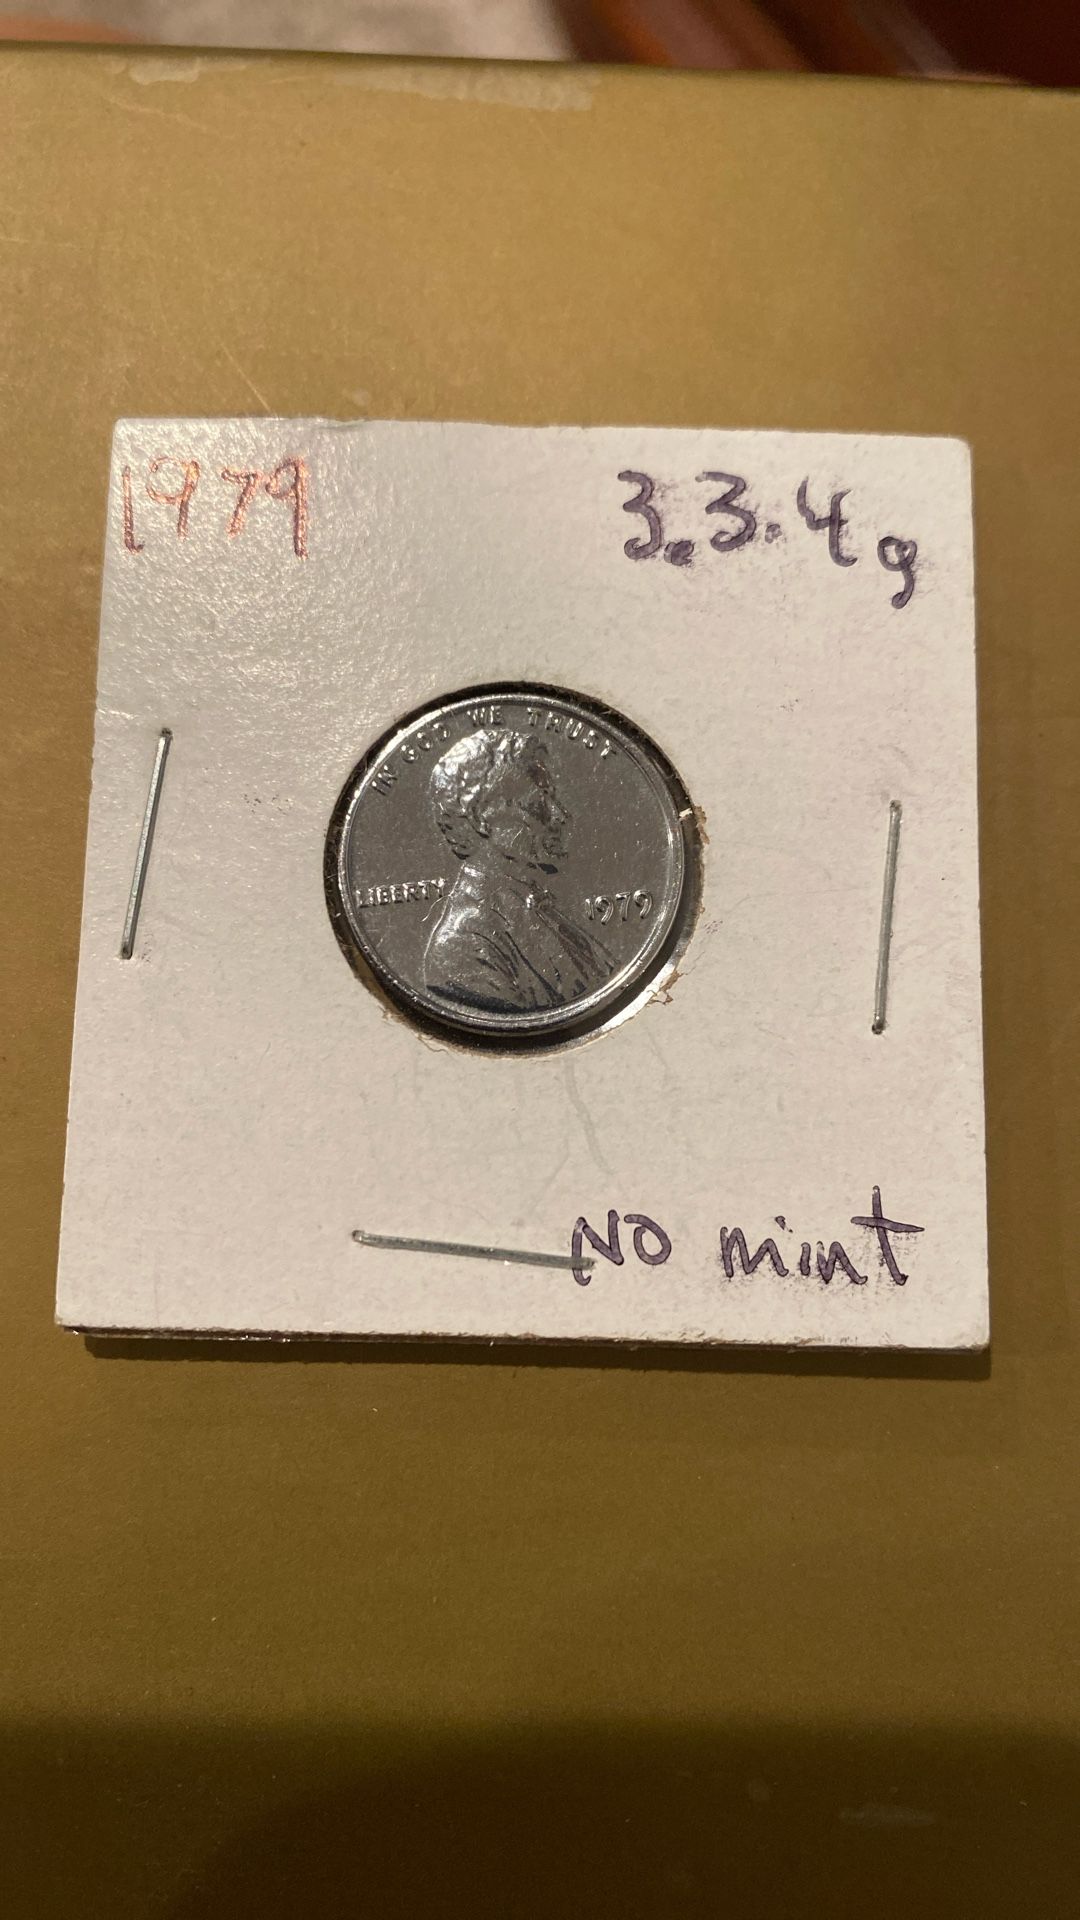 1979
3.3.4g
IN GOD WE TRUST
LIBERTY
1979
NO mint